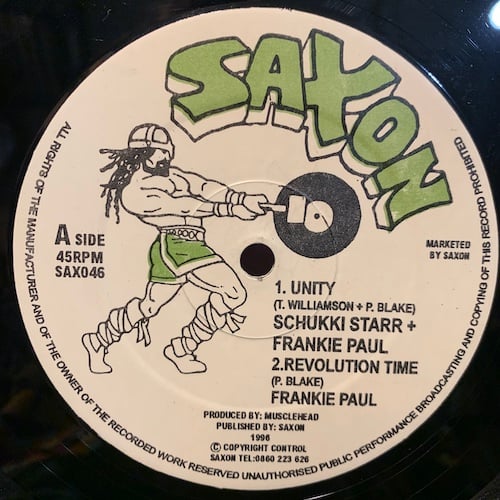 SAXON
A SIDE
45RPM
SAX046
MARKETED
BY SAXON
1. UNITY
(T. WILLIAMSON + P. BLAKE)
SCHUKKI STARR +
FRANKIE PAUL
2.REVOLUTION TIME
(P. BLAKE)
FRANKIE PAUL
PRODUCED BY: MUSCLEHEAD
PUBLISHED BY: SAXON
1996
© COPYRIGHT CONTROL
SAXON TEL:0860 223 626
ALL RIGHTS OF THE MANUFACTURER AND OF THE OWNER OF THE RECORDED WORK RESERVED UNAUTHORISED PUBLIC PERFORMANCE BROADCASTING AND COPYING OF THIS RECORD PROHIBITED